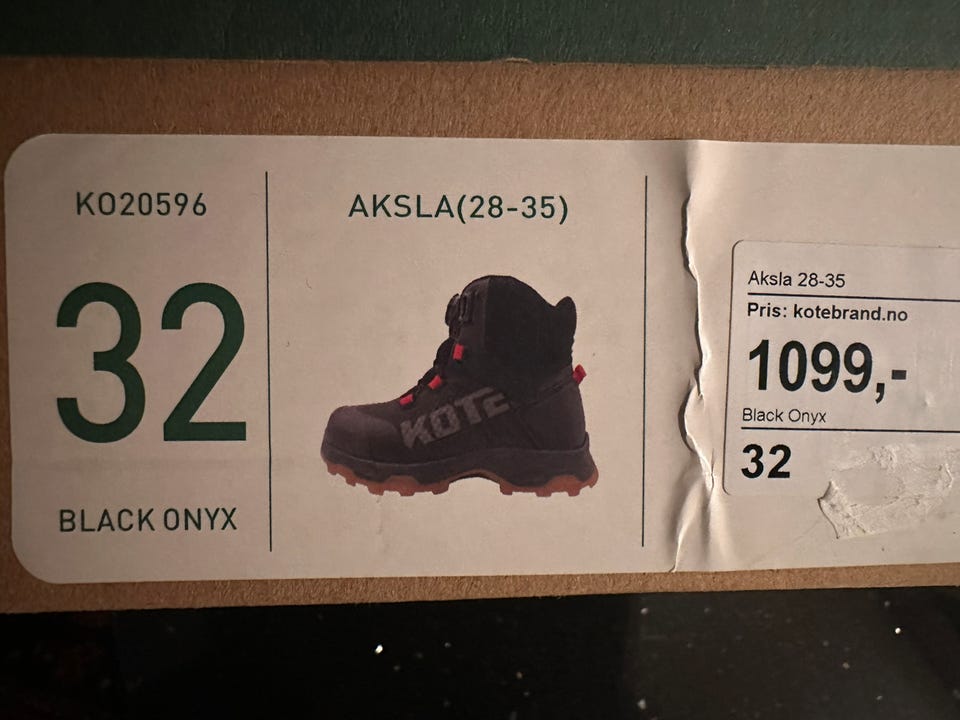 KO20596
32
BLACK ONYX
AKSLA(28-35)
KOTE
Aksla 28-35
Pris: kotebrand.no
1099,-
Black Onyx
32